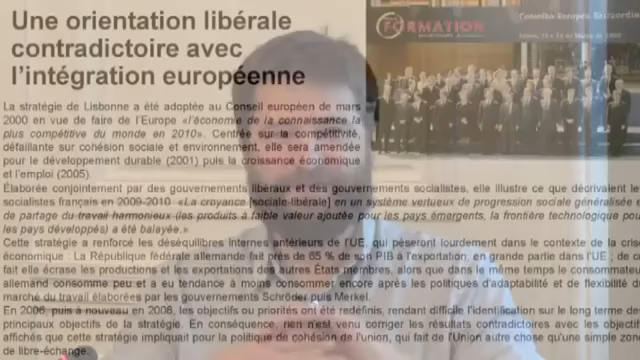 Une orientation libérale
contradictoire avec
l'intégration européenne
FORMATION
Conselho Europeu Extraordin
La stratégie de Lisbonne a été adoptée au Conseil européen de mars
2000 en vue de faire de l'Europe «l'économie de la connaissance la
plus compétitive du monde en 2010». Centrée sur la compétitivité,
défaillante sur cohésion sociale et environnement, elle sera amendée
pour le développement durable (2001) puis la croissance économique
et l'emploi (2005).
Élaborée conjointement par des gouvernements libéraux et des gouvernements socialistes, elle illustre ce que décrivaient les
socialistes français en 2009-2010 «La croyance [sociale-libérale] en un système vertueux de progression sociale généralisée e
de partage du travail harmonieux (les produits à faible valeur ajoutée pour les pays émergents, la frontière technologique pour
les pays développés) a été balayée.»
Cette stratégie a renforcé les déséquilibres internes antérieurs de l'UE, qui pèseront lourdement dans le contexte de la cris
économique : La République fédérale allemande fait près de 65 % de son PIB à l'exportation, en grande partie dans l'UE ; de c
fait elle écrase les productions et les exportations des autres États membres, alors que dans le même temps le consommateu
allemand consomme peu et a eu tendance à moins consommer encore après les politiques d'adaptabilité et de flexibilité du
marché du travail élaborées par les gouvernements Schröder puis Merkel.
En 2006, puis à nouveau en 2008, les objectifs ou priorités ont été redéfinis, rendant difficile l'identification sur le long terme des
principaux objectifs de la stratégie. En conséquence, rien n'est venu corriger les résultats contradictoires avec les objectifs
affichés que cette stratégie impliquait pour la politique de cohésion de l'union, qui fait de l'Union autre chose qu'une simple zone
de libre-échange.